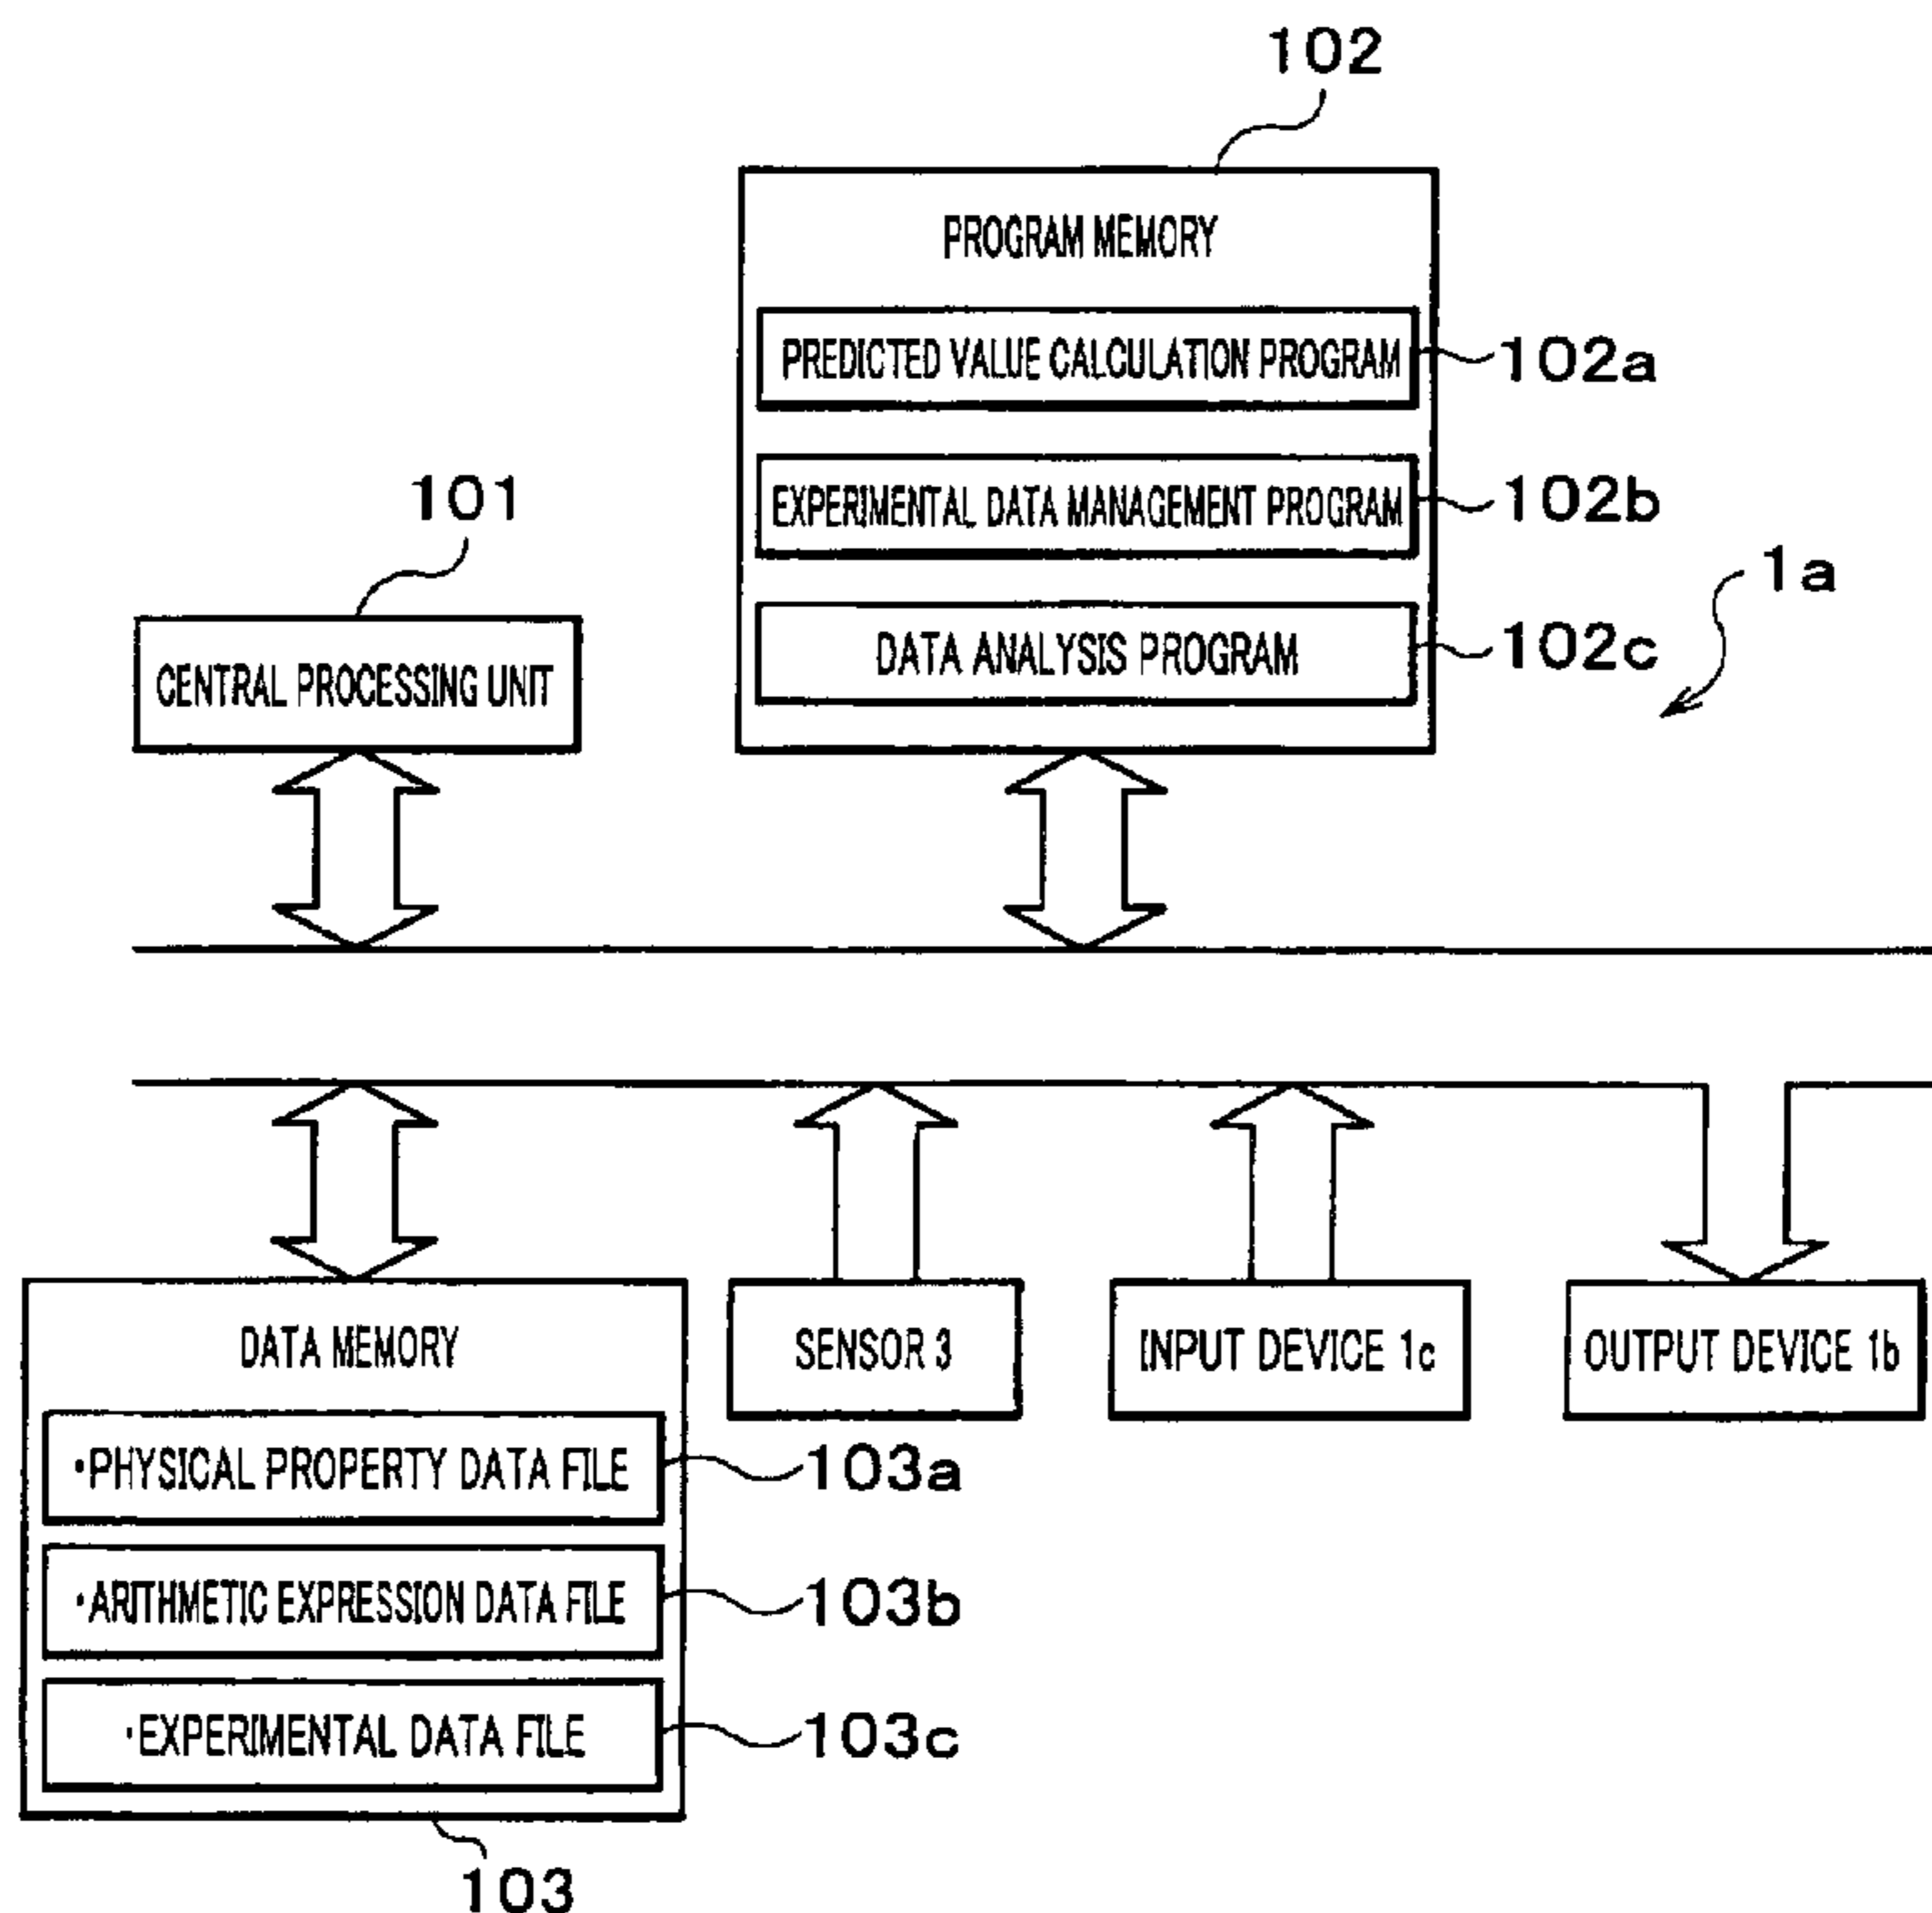 102
PROGRAM MEMORY
PREDICTED VALUE CALCULATION PROGRAM
102a
EXPERIMENTAL DATA MANAGEMENT PROGRAM
102b
DATA ANALYSIS PROGRAM
102c
1a
101
CENTRAL PROCESSING UNIT
DATA MEMORY
・PHYSICAL PROPERTY DATA FILE
103a
・ARITHMETIC EXPRESSION DATA FILE
103b
・EXPERIMENTAL DATA FILE
103c
103
SENSOR 3
INPUT DEVICE 1c
OUTPUT DEVICE 1b